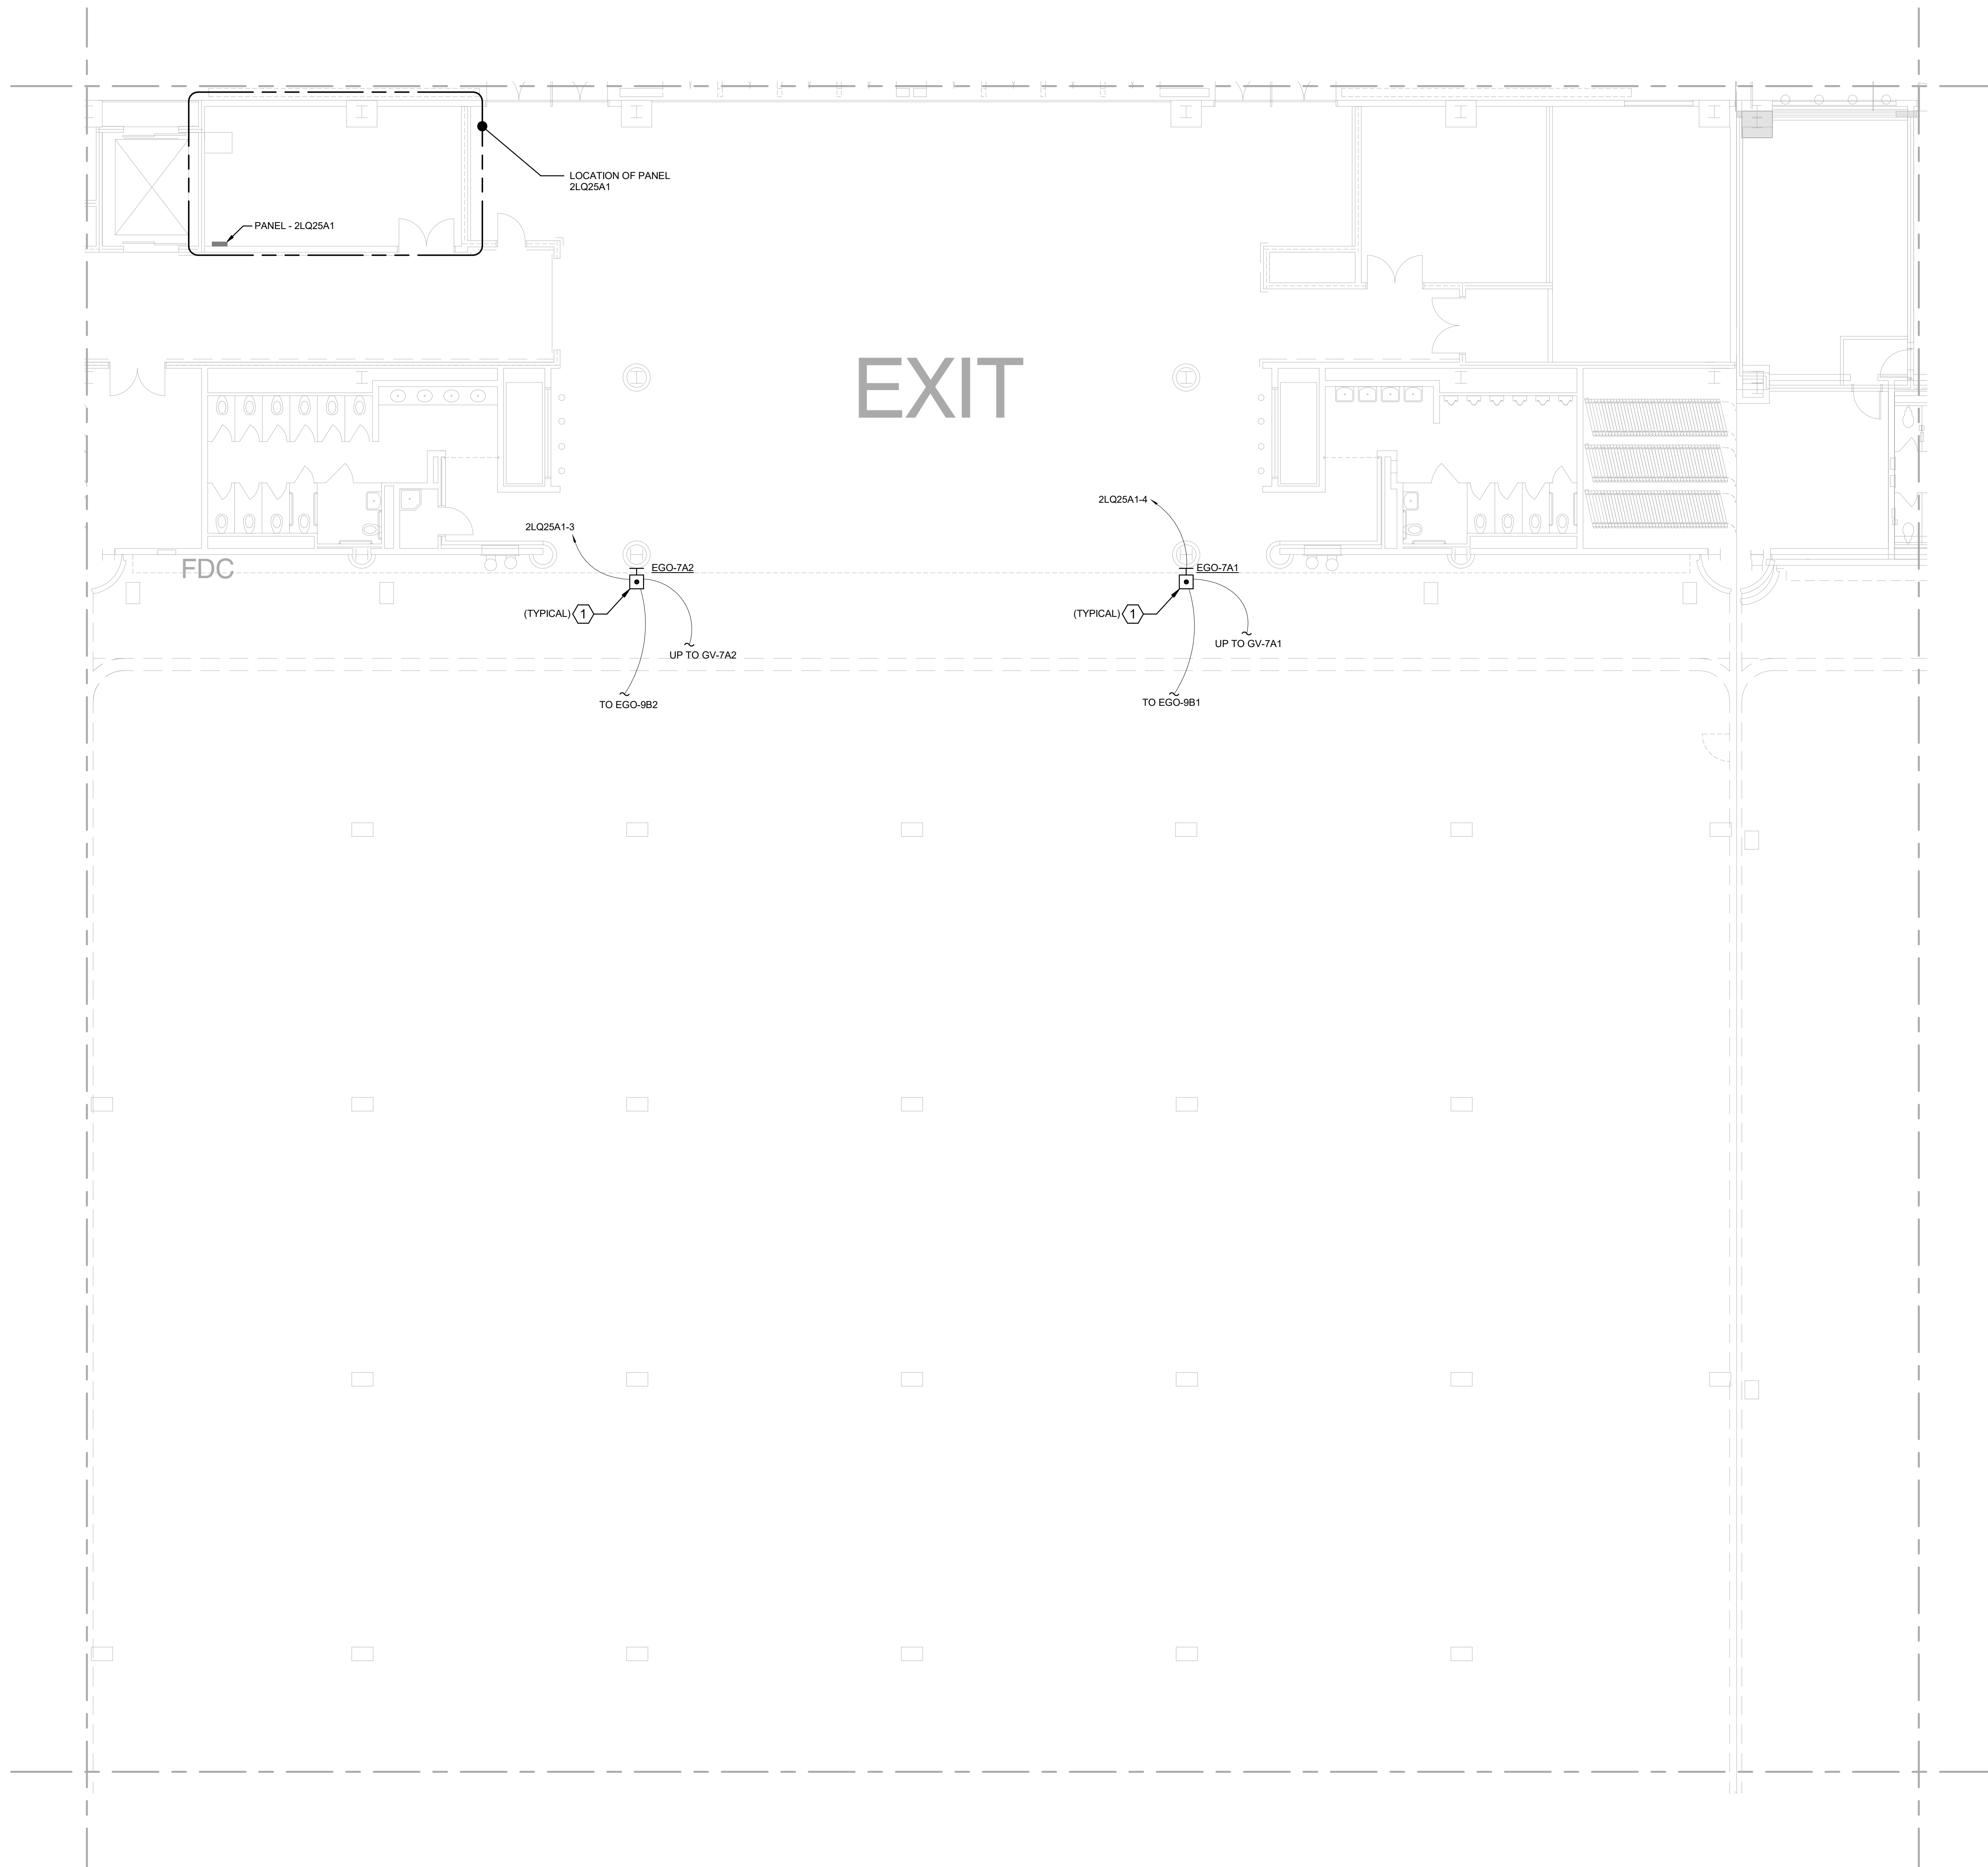 LOCATION OF PANEL
2LQ25A1
PANEL - 2LQ25A1
EXIT
2LQ25A1-3
2LQ25A1-4
FDC
EGO-7A2
EGO-7A1
(TYPICAL) 1
(TYPICAL) 1
UP TO GV-7A2
UP TO GV-7A1
TO EGO-9B2
TO EGO-9B1